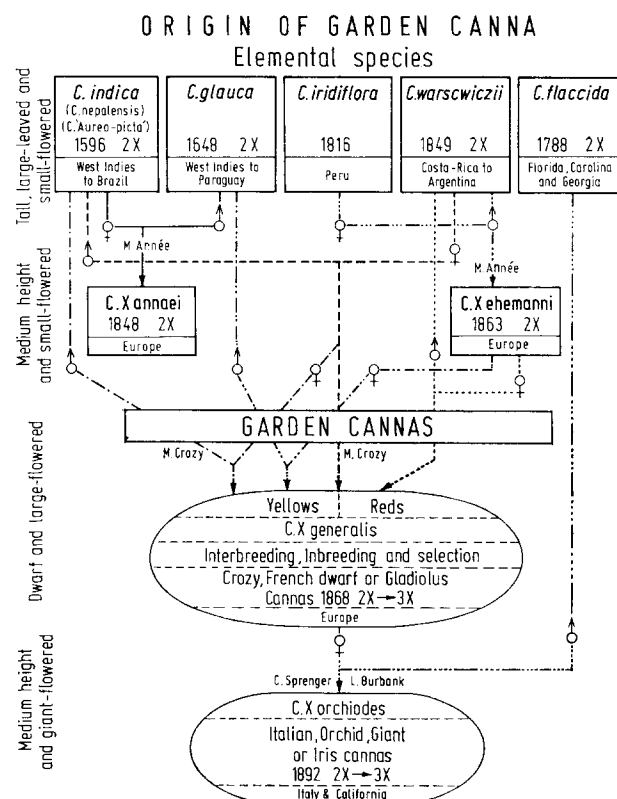 ORIGIN OF GARDEN CANNA
Elemental species
Tall, large-leaved and
small-flowered
C. indica
(C.nepalensis)
(C.'Aurea-picta')
1596 2X
West Indies
to Brazil
C.glauca
1648 2X
West Indies to
Paraguay
C.iridiflora
1816
Peru
C.warscwiczii
1849 2X
Costa-Rica to
Argentina
C.flaccida
1788 2X
Florida, Carolina
and Georgia
M.Année
M.Année
Medium height
and small-flowered
C.X annaei
1848 2X
Europe
C.X ehemanni
1863 2X
Europe
GARDEN CANNAS
M.Crozy
M.Crozy
Dwarf and large-flowered
Yellows Reds
C.X generalis
Interbreeding, Inbreeding and selection
Crozy, French dwarf or Gladiolus
Cannas 1868 2X→3X
Europe
C.Sprenger L.Burbank
Medium height
and giant-flowered
C.X orchiodes
Italian, Orchid, Giant
or Iris cannas
1892 2X→3X
Italy & California